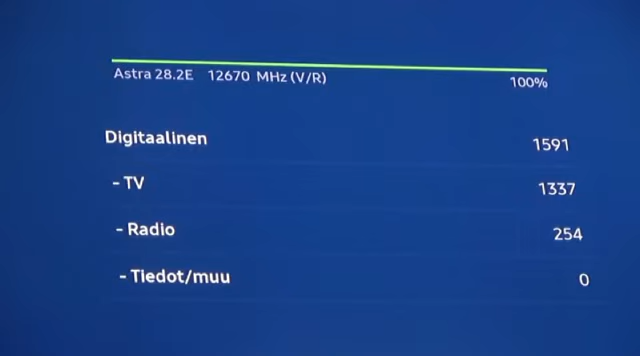 Astra 28.2E 12670 MHz (V/R) 100%
Digitaalinen 1591
- TV 1337
- Radio 254
- Tiedot/muu 0